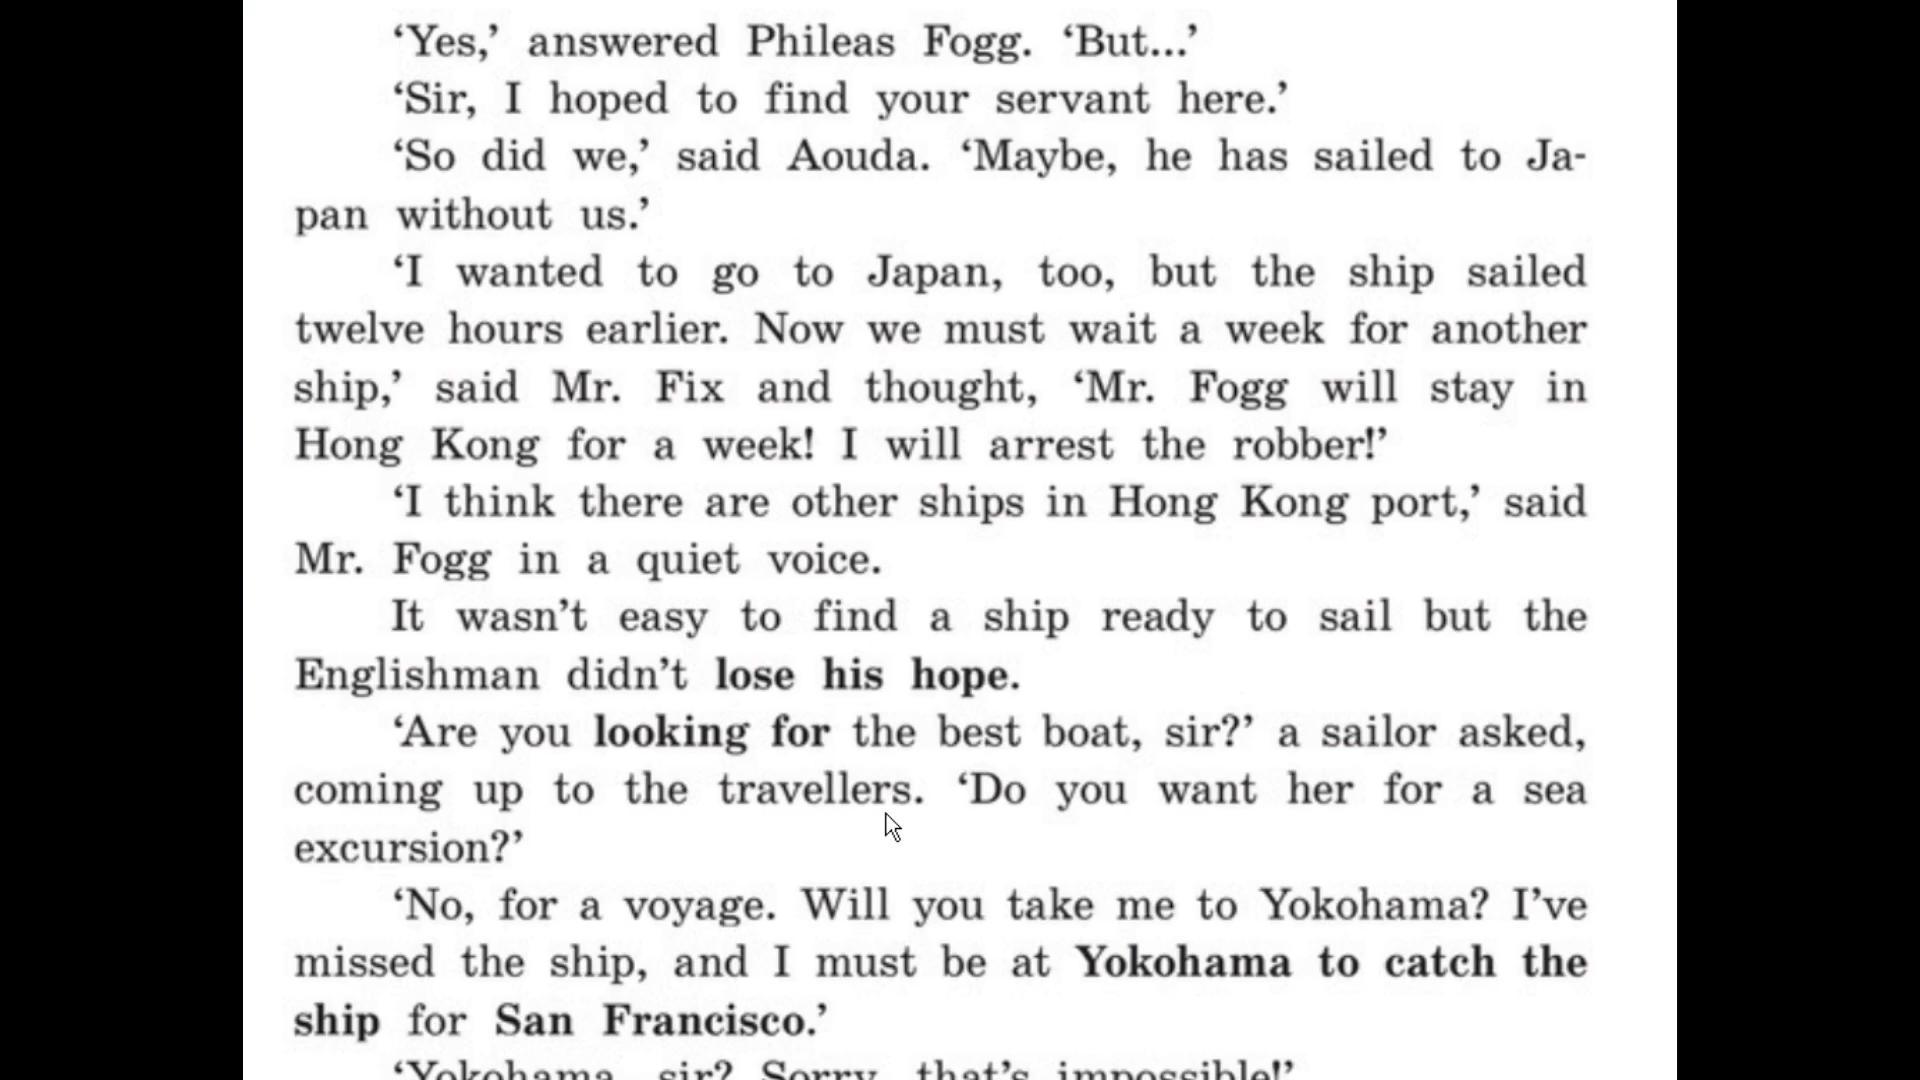 ‘Yes,’ answered Phileas Fogg. ‘But...’
‘Sir, I hoped to find your servant here.’
‘So did we,’ said Aouda. ‘Maybe, he has sailed to Ja-
pan without us.’
‘I wanted to go to Japan, too, but the ship sailed
twelve hours earlier. Now we must wait a week for another
ship,’ said Mr. Fix and thought, ‘Mr. Fogg will stay in
Hong Kong for a week! I will arrest the robber!’
‘I think there are other ships in Hong Kong port,’ said
Mr. Fogg in a quiet voice.
It wasn’t easy to find a ship ready to sail but the
Englishman didn’t lose his hope.
‘Are you looking for the best boat, sir?’ a sailor asked,
coming up to the travellers. ‘Do you want her for a sea
excursion?’
‘No, for a voyage. Will you take me to Yokohama? I’ve
missed the ship, and I must be at Yokohama to catch the
ship for San Francisco.’
‘Yokohama, sir? Sorry, that’s impossible!’